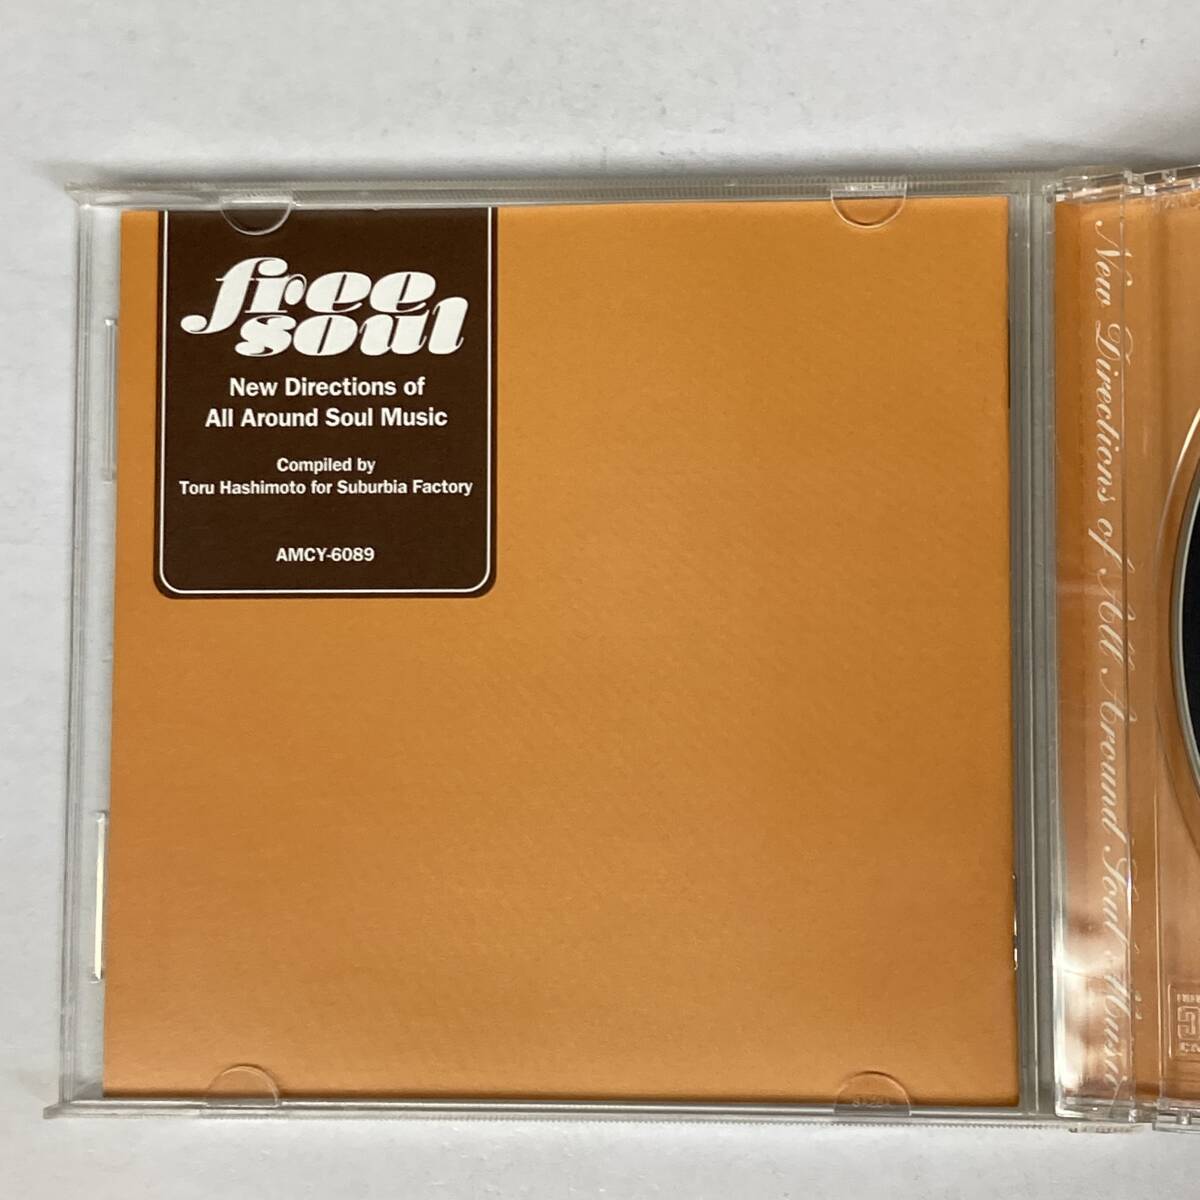 free
soul
New Directions of
All Around Soul Music
Compiled by
Toru Hashimoto for Suburbia Factory
AMCY-6089
New Directions of All Around Soul Music